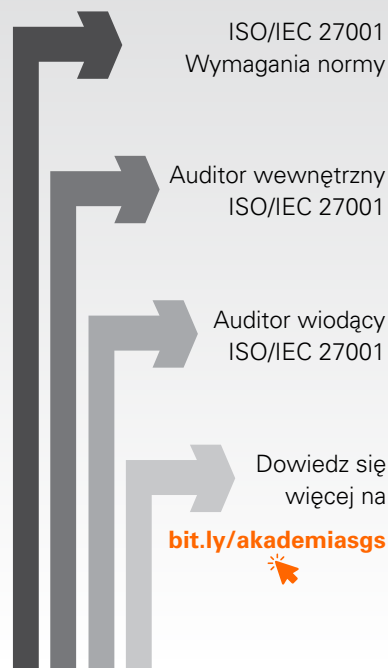 ISO/IEC 27001
Wymagania normy
Auditor wewnętrzny
ISO/IEC 27001
Auditor wiodący
ISO/IEC 27001
Dowiedz się
więcej na
bit.ly/akademiasgs